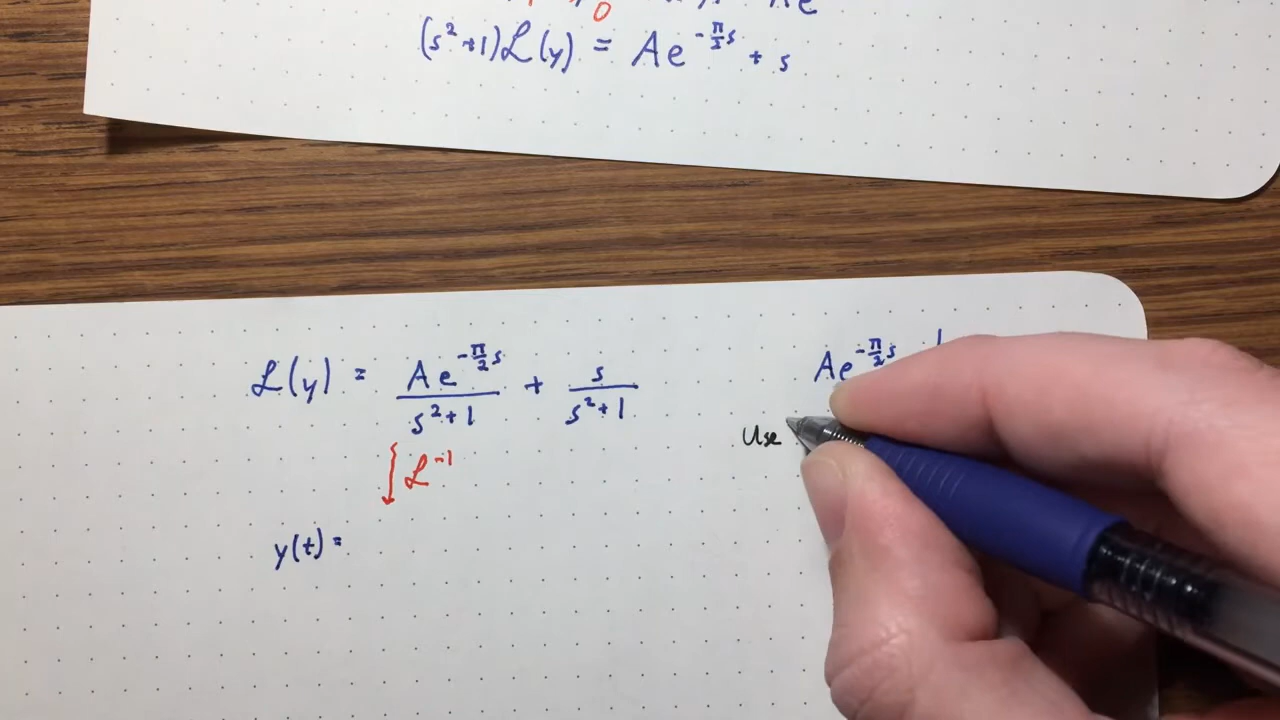 (s²+1)ℒ(y) = Ae^{-π/2 s} + s
ℒ(y) = Ae^{-π/2 s}/(s²+1) + s/(s²+1)
Ae^{-π/2 s}
Use
ℒ^{-1}
y(t) =